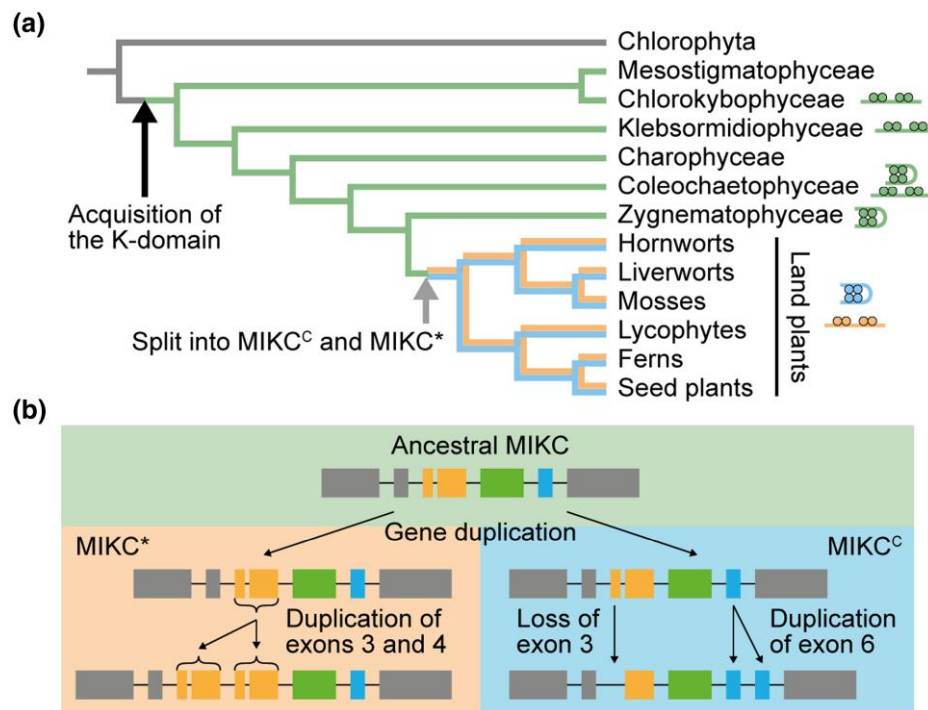 (a)
Chlorophyta
Mesostigmatophyceae
Chlorokybophyceae
Klebsormidiophyceae
Charophyceae
Coleochaetophyceae
Zygnematophyceae
Hornworts
Liverworts
Mosses
Lycophytes
Ferns
Seed plants
Land plants
Acquisition of
the K-domain
Split into MIKCᶜ and MIKC*
(b)
Ancestral MIKC
Gene duplication
MIKC*
MIKCᶜ
Duplication of
exons 3 and 4
Loss of
exon 3
Duplication
of exon 6